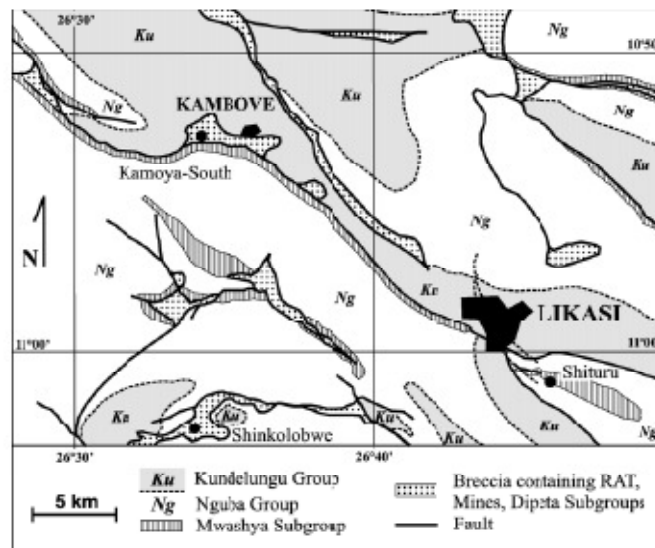 26°30'
10°50'
Ku
Ng
Ng
Ku
Ng
KAMBOVE
Ku
Kamoya-South
Ng
N
Ng
Ng
Ku
LIKASI
11°00'
11°00'
Shituru
Ku
Ku
Ku
Ku
Ku
Ng
Shinkolobwe
26°30'
26°40'
Ku Kundelungu Group
Ng Nguba Group
Mwashya Subgroup
5 km
Breccia containing RAT,
Mines, Dipeta Subgroups
Fault